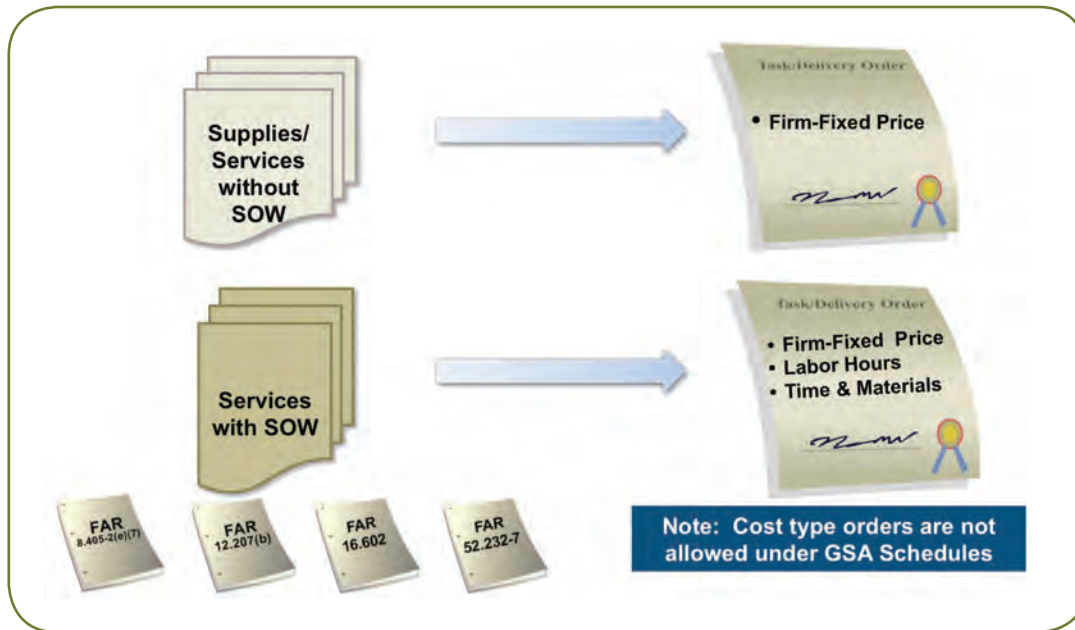 Supplies/
Services
without
SOW
Task/Delivery Order
• Firm-Fixed Price
Services
with SOW
Task/Delivery Order
• Firm-Fixed Price
• Labor Hours
• Time & Materials
FAR
8.405-2(e)(7)
FAR
12.207(b)
FAR
16.602
FAR
52.232-7
Note: Cost type orders are not
allowed under GSA Schedules